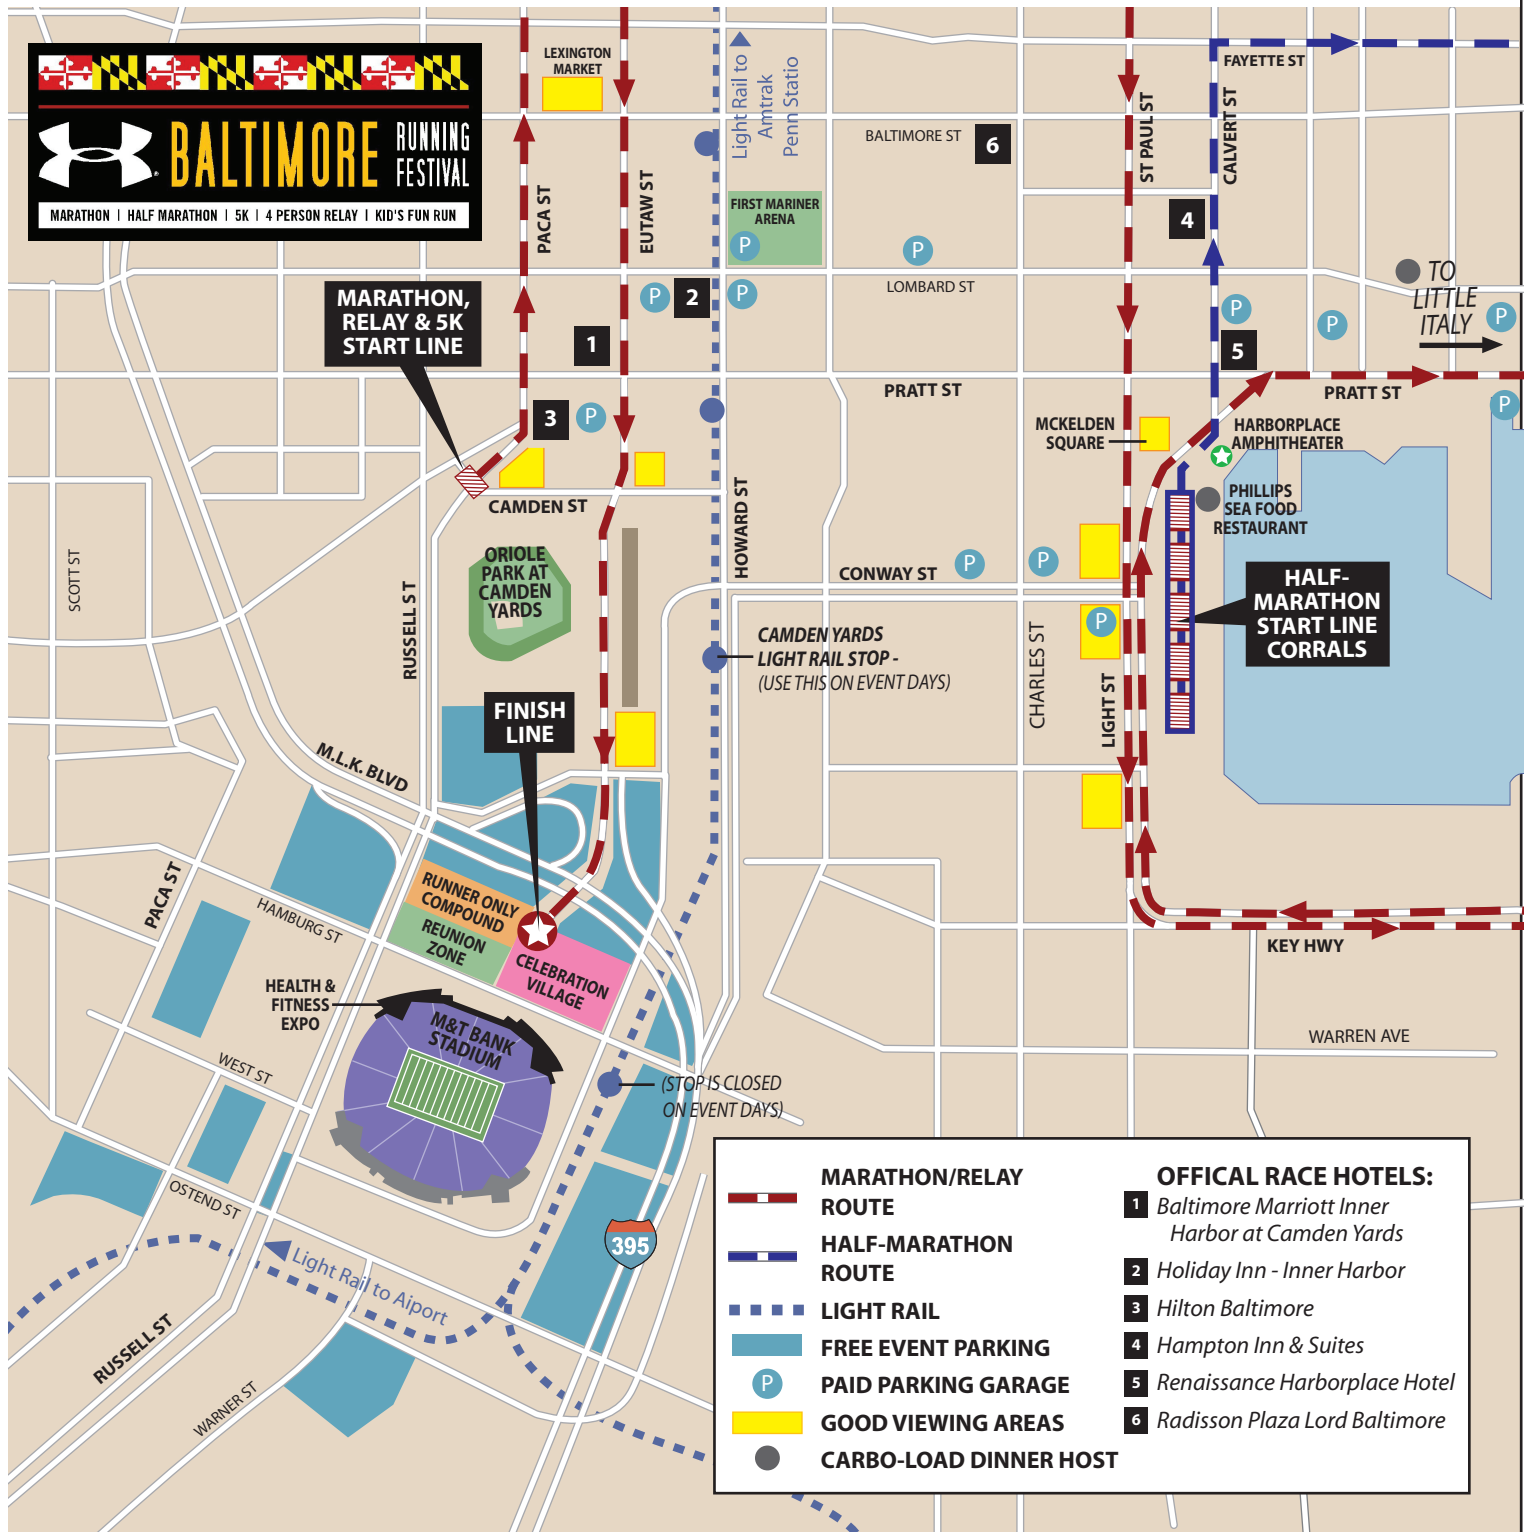 BALTIMORE
RUNNING
FESTIVAL
MARATHON | HALF MARATHON | 5K | 4 PERSON RELAY | KID'S FUN RUN
LEXINGTON
MARKET
Light Rail to
Amtrak
Penn Statio
FAYETTE ST
BALTIMORE ST
6
ST PAUL ST
CALVERT ST
PACA ST
EUTAW ST
FIRST MARINER
ARENA
P
P
4
LOMBARD ST
TO
LITTLE
ITALY
P
P
P
P
2
P
MARATHON,
RELAY & 5K
START LINE
1
5
PRATT ST
PRATT ST
P
3
P
MCKELDEN
SQUARE
HARBORPLACE
AMPHITHEATER
CAMDEN ST
PHILLIPS
SEA FOOD
RESTAURANT
HOWARD ST
ORIOLE
PARK AT
CAMDEN
YARDS
SCOTT ST
RUSSELL ST
CONWAY ST
P
P
P
HALF-
MARATHON
START LINE
CORRALS
CAMDEN YARDS
LIGHT RAIL STOP -
(USE THIS ON EVENT DAYS)
CHARLES ST
LIGHT ST
FINISH
LINE
M.L.K. BLVD
PACA ST
HAMBURG ST
RUNNER ONLY
COMPOUND
REUNION
ZONE
CELEBRATION
VILLAGE
KEY HWY
HEALTH &
FITNESS
EXPO
M&T BANK
STADIUM
WARREN AVE
WEST ST
(STOP IS CLOSED
ON EVENT DAYS)
OSTEND ST
395
Light Rail to Aiport
RUSSELL ST
WARNER ST
MARATHON/RELAY
ROUTE
HALF-MARATHON
ROUTE
LIGHT RAIL
FREE EVENT PARKING
P PAID PARKING GARAGE
GOOD VIEWING AREAS
CARBO-LOAD DINNER HOST
OFFICAL RACE HOTELS:
1 Baltimore Marriott Inner
Harbor at Camden Yards
2 Holiday Inn - Inner Harbor
3 Hilton Baltimore
4 Hampton Inn & Suites
5 Renaissance Harborplace Hotel
6 Radisson Plaza Lord Baltimore